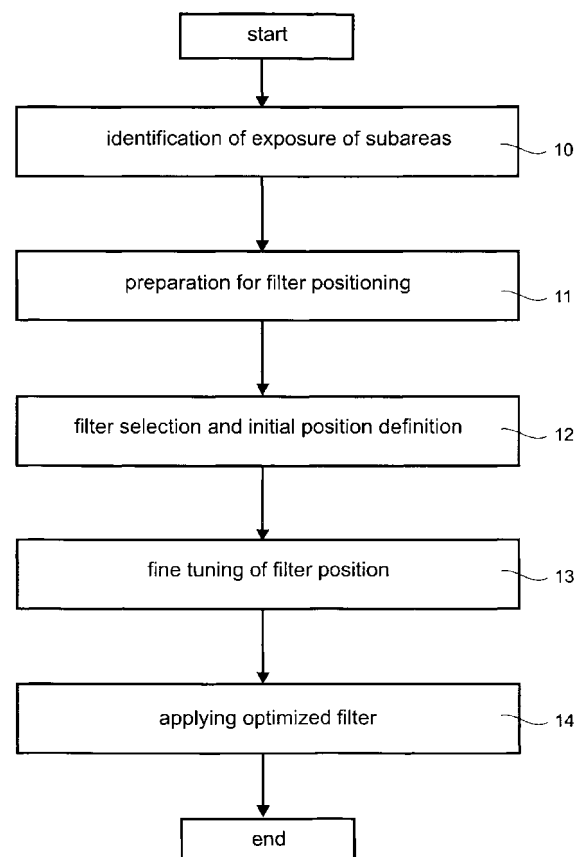 start
identification of exposure of subareas
10
preparation for filter positioning
11
filter selection and initial position definition
12
fine tuning of filter position
13
applying optimized filter
14
end